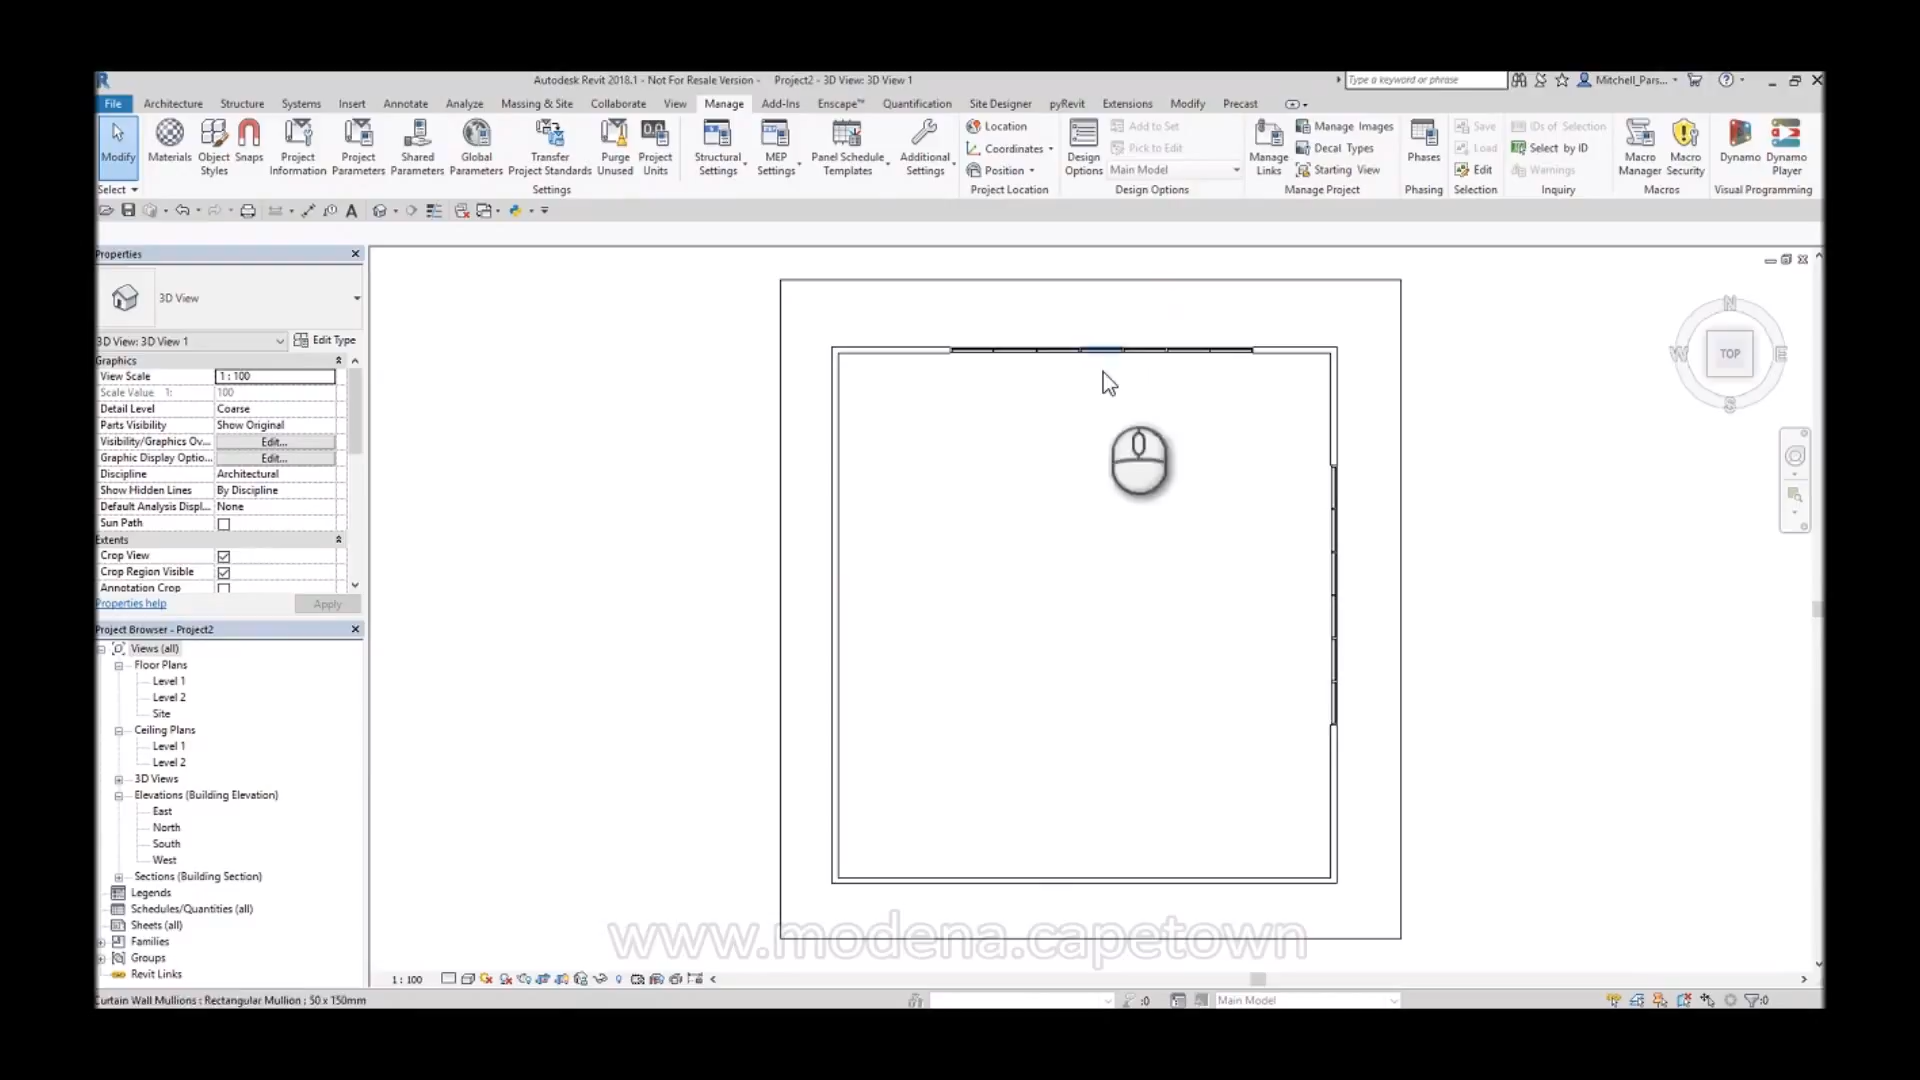 Autodesk Revit 2018.1 - Not For Resale Version - Project2 - 3D View: 3D View 1
Type a keyword or phrase
Mitchell_Pars...
File Architecture Structure Systems Insert Annotate Analyze Massing & Site Collaborate View Manage Add-Ins Enscape™ Quantification Site Designer pyRevit Extensions Modify Precast
Modify
Materials
Object Styles
Snaps
Project Information
Project Parameters
Shared Parameters
Global Parameters
Transfer Project Standards
Purge Unused
Project Units
Structural Settings
MEP Settings
Panel Schedule Templates
Additional Settings
Location
Coordinates
Position
Design Options
Add to Set
Pick to Edit
Main Model
Manage Links
Manage Images
Decal Types
Starting View
Phases
Save
Load
Edit
IDs of Selection
Select by ID
Warnings
Macro Manager
Macro Security
Dynamo
Dynamo Player
Select Settings Project Location Design Options Manage Project Phasing Selection Inquiry Macros Visual Programming
Properties
3D View
3D View: 3D View 1 Edit Type
Graphics
View Scale 1 : 100
Scale Value 1: 100
Detail Level Coarse
Parts Visibility Show Original
Visibility/Graphics Ov... Edit...
Graphic Display Optio... Edit...
Discipline Architectural
Show Hidden Lines By Discipline
Default Analysis Displ... None
Sun Path
Extents
Crop View
Crop Region Visible
Annotation Crop
Properties help Apply
Project Browser - Project2
Views (all)
Floor Plans
Level 1
Level 2
Site
Ceiling Plans
Level 1
Level 2
3D Views
Elevations (Building Elevation)
East
North
South
West
Sections (Building Section)
Legends
Schedules/Quantities (all)
Sheets (all)
Families
Groups
Revit Links
N
W TOP E
S
www.modena.capetown
1 : 100
Curtain Wall Mullions : Rectangular Mullion : 50 x 150mm
:0
Main Model
:0